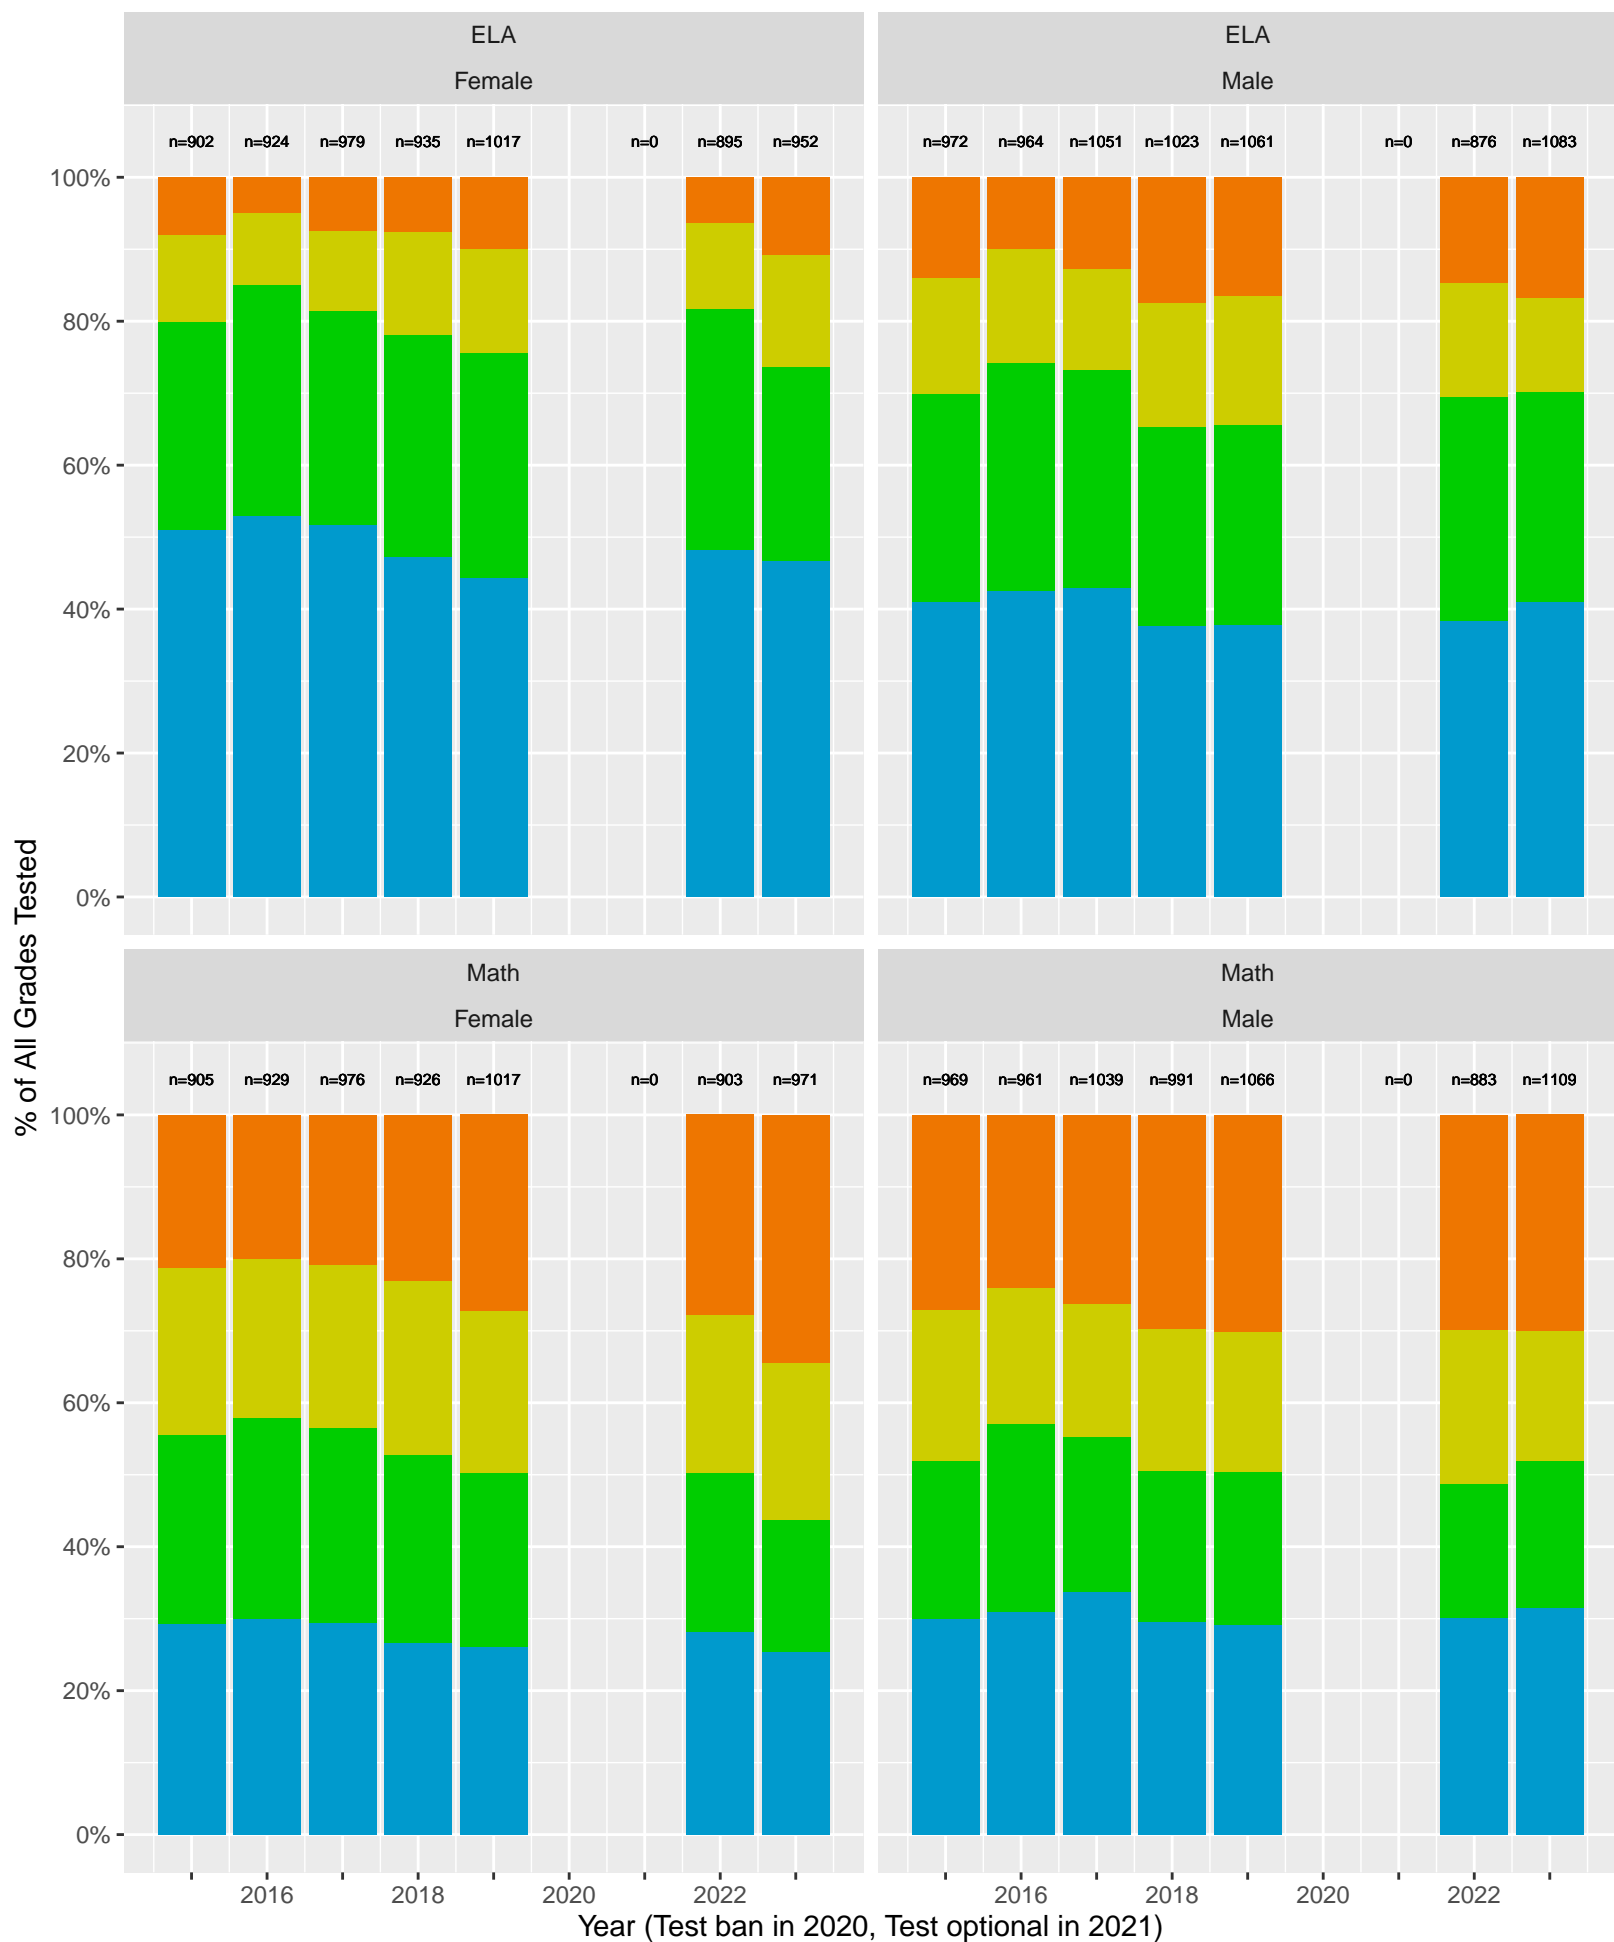 ELA
Female
ELA
Male
n=902 n=924 n=979 n=935 n=1017 n=0 n=895 n=952
n=972 n=964 n=1051 n=1023 n=1061 n=0 n=876 n=1083
100%
80%
60%
40%
20%
0%
% of All Grades Tested
Math
Female
Math
Male
n=905 n=929 n=976 n=926 n=1017 n=0 n=903 n=971
n=969 n=961 n=1039 n=991 n=1066 n=0 n=883 n=1109
100%
80%
60%
40%
20%
0%
2016 2018 2020 2022
2016 2018 2020 2022
Year (Test ban in 2020, Test optional in 2021)